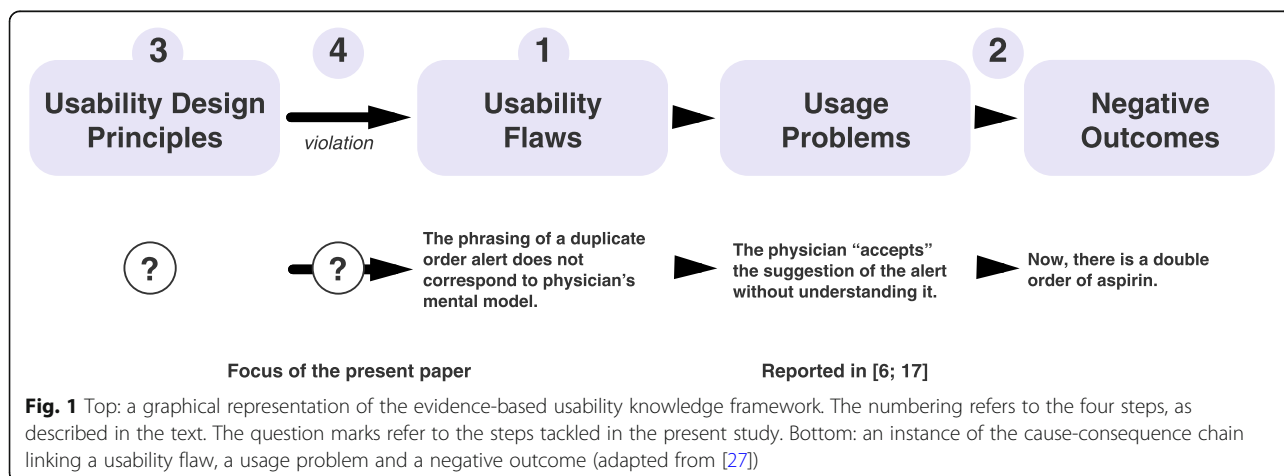 3
4
1
2
Usability Design
Principles
violation
Usability
Flaws
Usage
Problems
Negative
Outcomes
?
?
The phrasing of a duplicate
order alert does not
correspond to physician's
mental model.
The physician “accepts”
the suggestion of the alert
without understanding it.
Now, there is a double
order of aspirin.
Focus of the present paper
Reported in [6; 17]
Fig. 1 Top: a graphical representation of the evidence-based usability knowledge framework. The numbering refers to the four steps, as
described in the text. The question marks refer to the steps tackled in the present study. Bottom: an instance of the cause-consequence chain
linking a usability flaw, a usage problem and a negative outcome (adapted from [27])